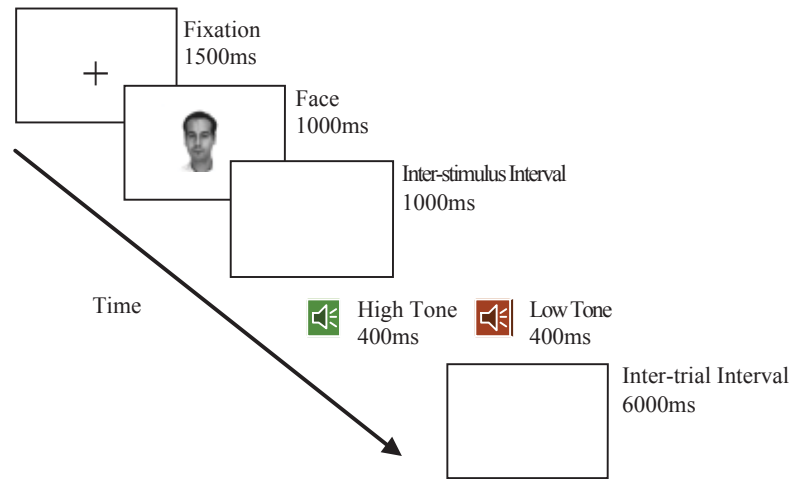 Fixation
1500ms
Face
1000ms
Inter-stimulus Interval
1000ms
Time
High Tone
400ms
Low Tone
400ms
Inter-trial Interval
6000ms